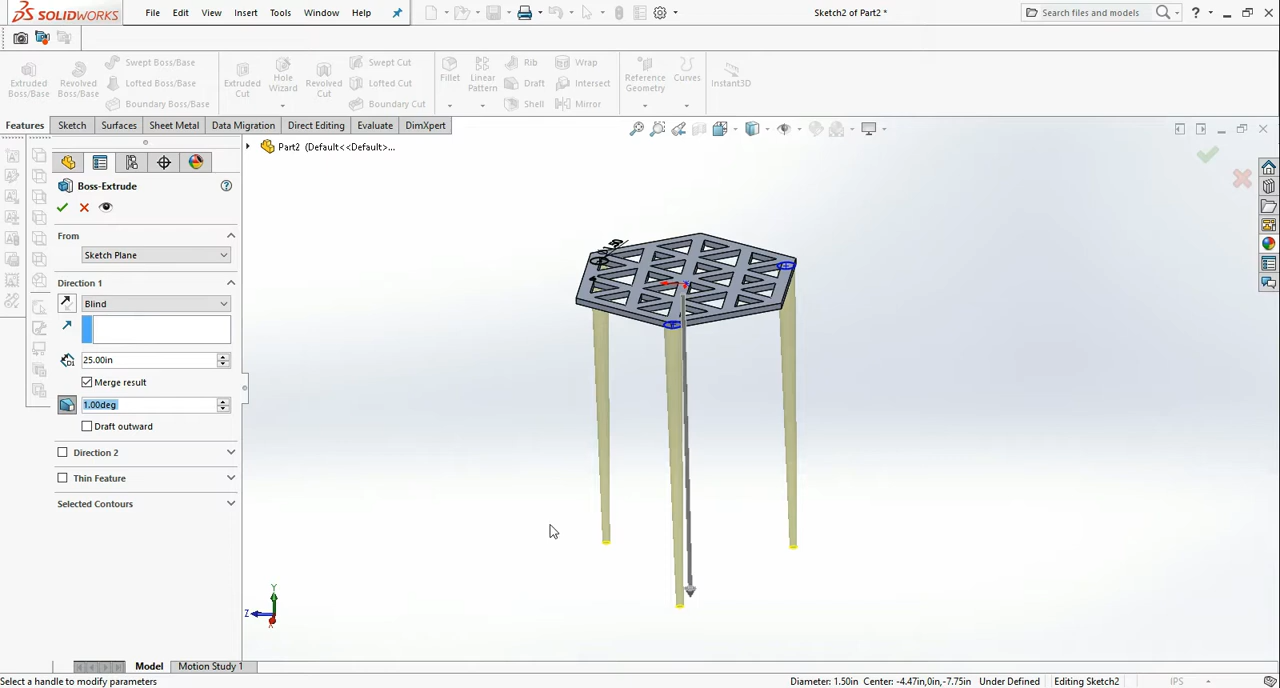 SOLIDWORKS File Edit View Insert Tools Window Help Sketch2 of Part2 * Search files and models ?
Extruded Boss/Base Revolved Boss/Base Swept Boss/Base Lofted Boss/Base Boundary Boss/Base Extruded Cut Hole Wizard Revolved Cut Swept Cut Lofted Cut Boundary Cut Fillet Linear Pattern Rib Draft Shell Wrap Intersect Mirror Reference Geometry Curves Instant3D
Features Sketch Surfaces Sheet Metal Data Migration Direct Editing Evaluate DimXpert
Part2 (Default<<Default>...
Boss-Extrude ?
From
Sketch Plane
Direction 1
Blind
25.00in
Merge result
1.00deg
Draft outward
Direction 2
Thin Feature
Selected Contours
Y
Z
X
Model Motion Study 1
Select a handle to modify parameters Diameter: 1.50in Center: -4.47in,0in,-7.75in Under Defined Editing Sketch2 IPS